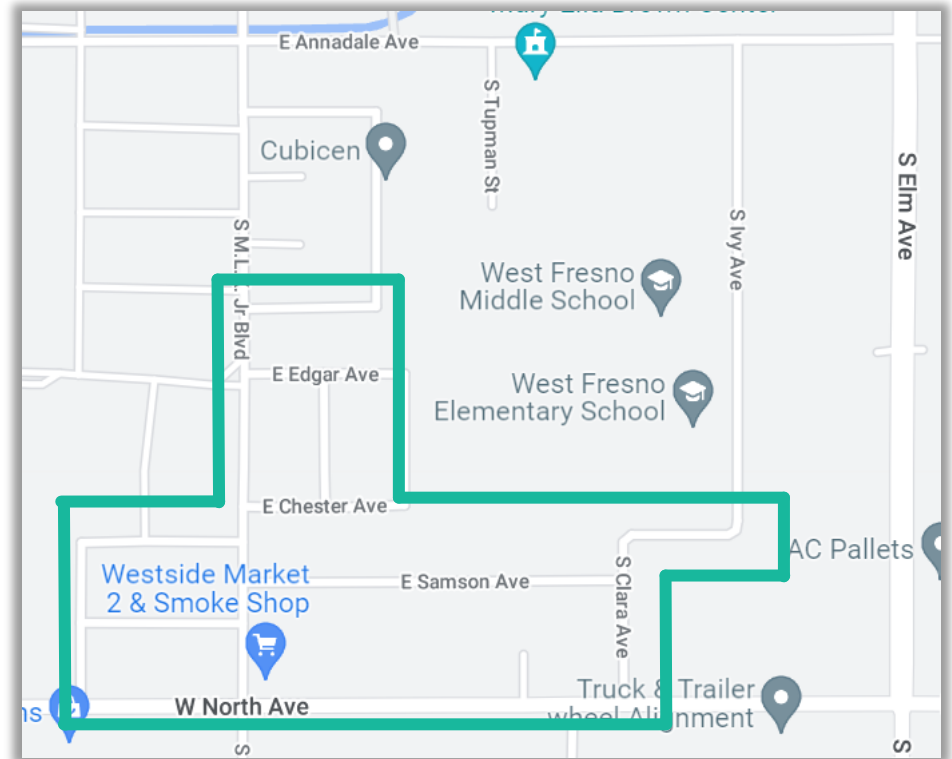 E Annadale Ave
S Tupman St
Cubicen
S Elm Ave
S Ivy Ave
S M.L. Jr Blvd
West Fresno
Middle School
E Edgar Ave
West Fresno
Elementary School
E Chester Ave
AC Pallets
Westside Market
2 & Smoke Shop
E Samson Ave
S Clara Ave
W North Ave
Truck & Trailer
wheel Alignment
ns
S
S